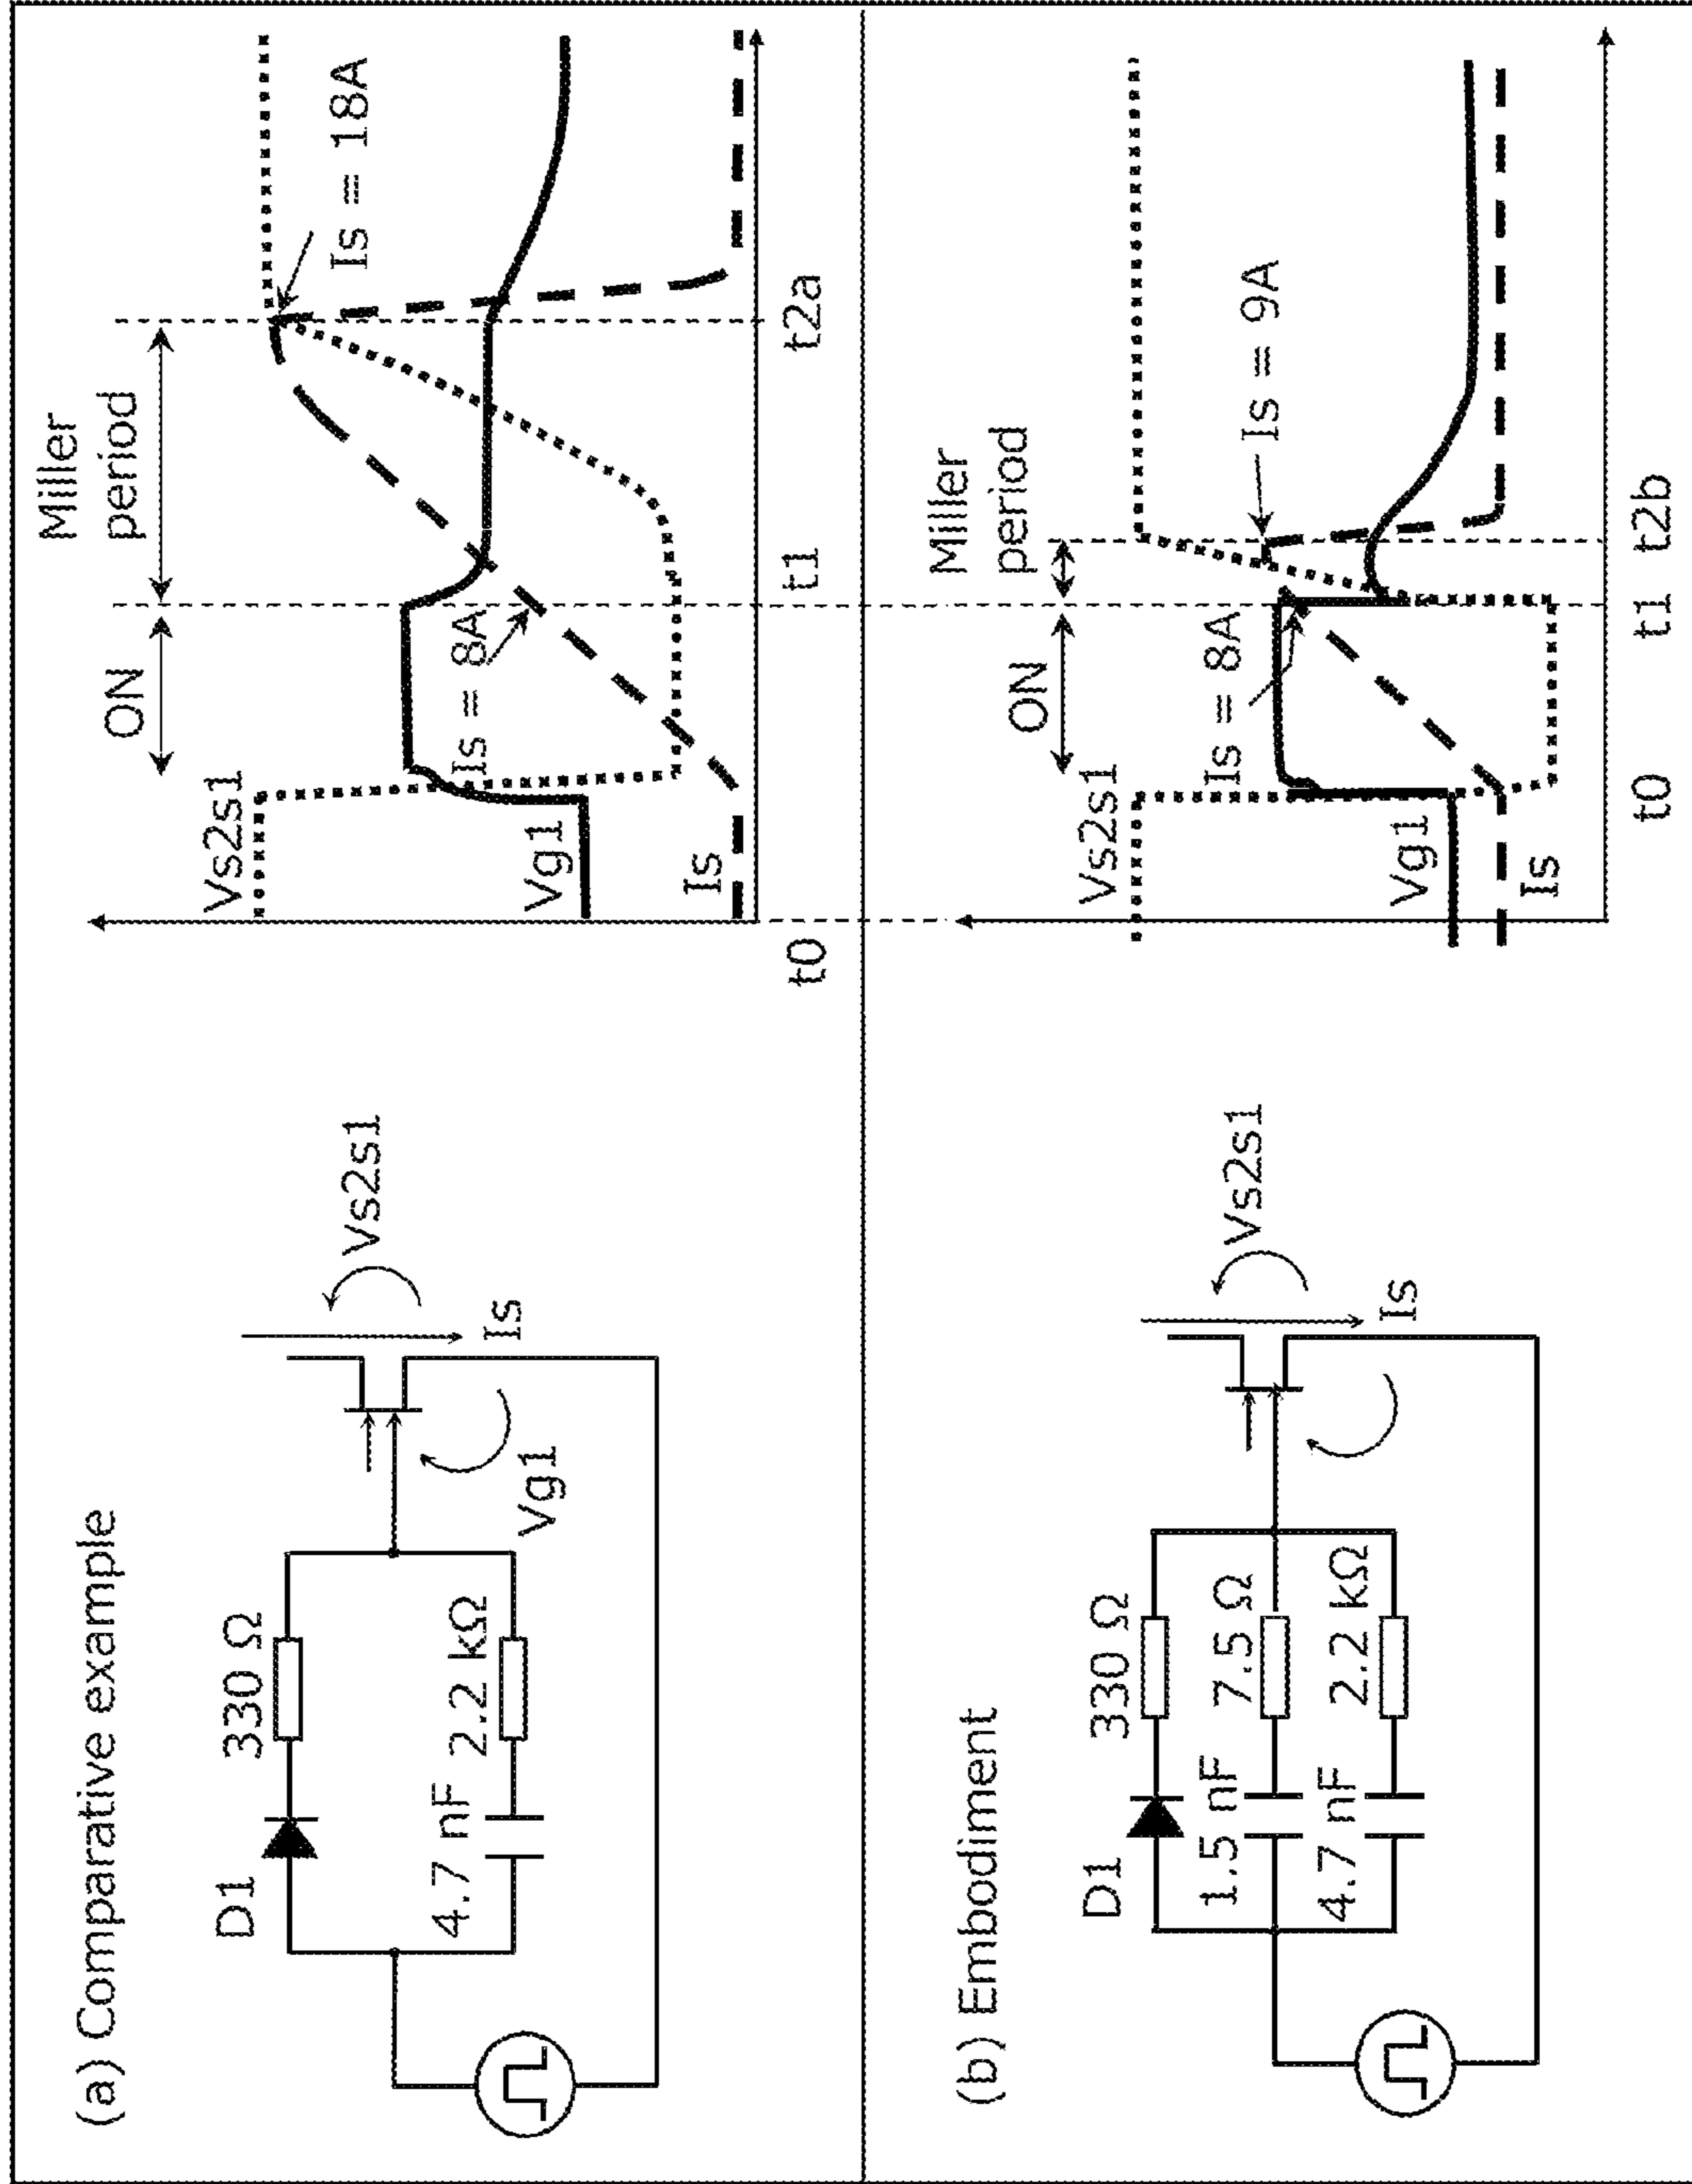 (a) Comparative example
D1
330 Ω
4.7 nF
2.2 kΩ
Vg1
Is
Vs2s1
Miller
period
ON
Vs2s1
Is = 18A
Is = 8A
Vg1
Is
t0
t1
t2a
(b) Embodiment
D1
330 Ω
1.5 nF
7.5 Ω
4.7 nF
2.2 kΩ
Is
Vs2s1
Miller
period
ON
Vs2s1
Is = 9A
Is = 8A
Vg1
Is
t0
t1
t2b